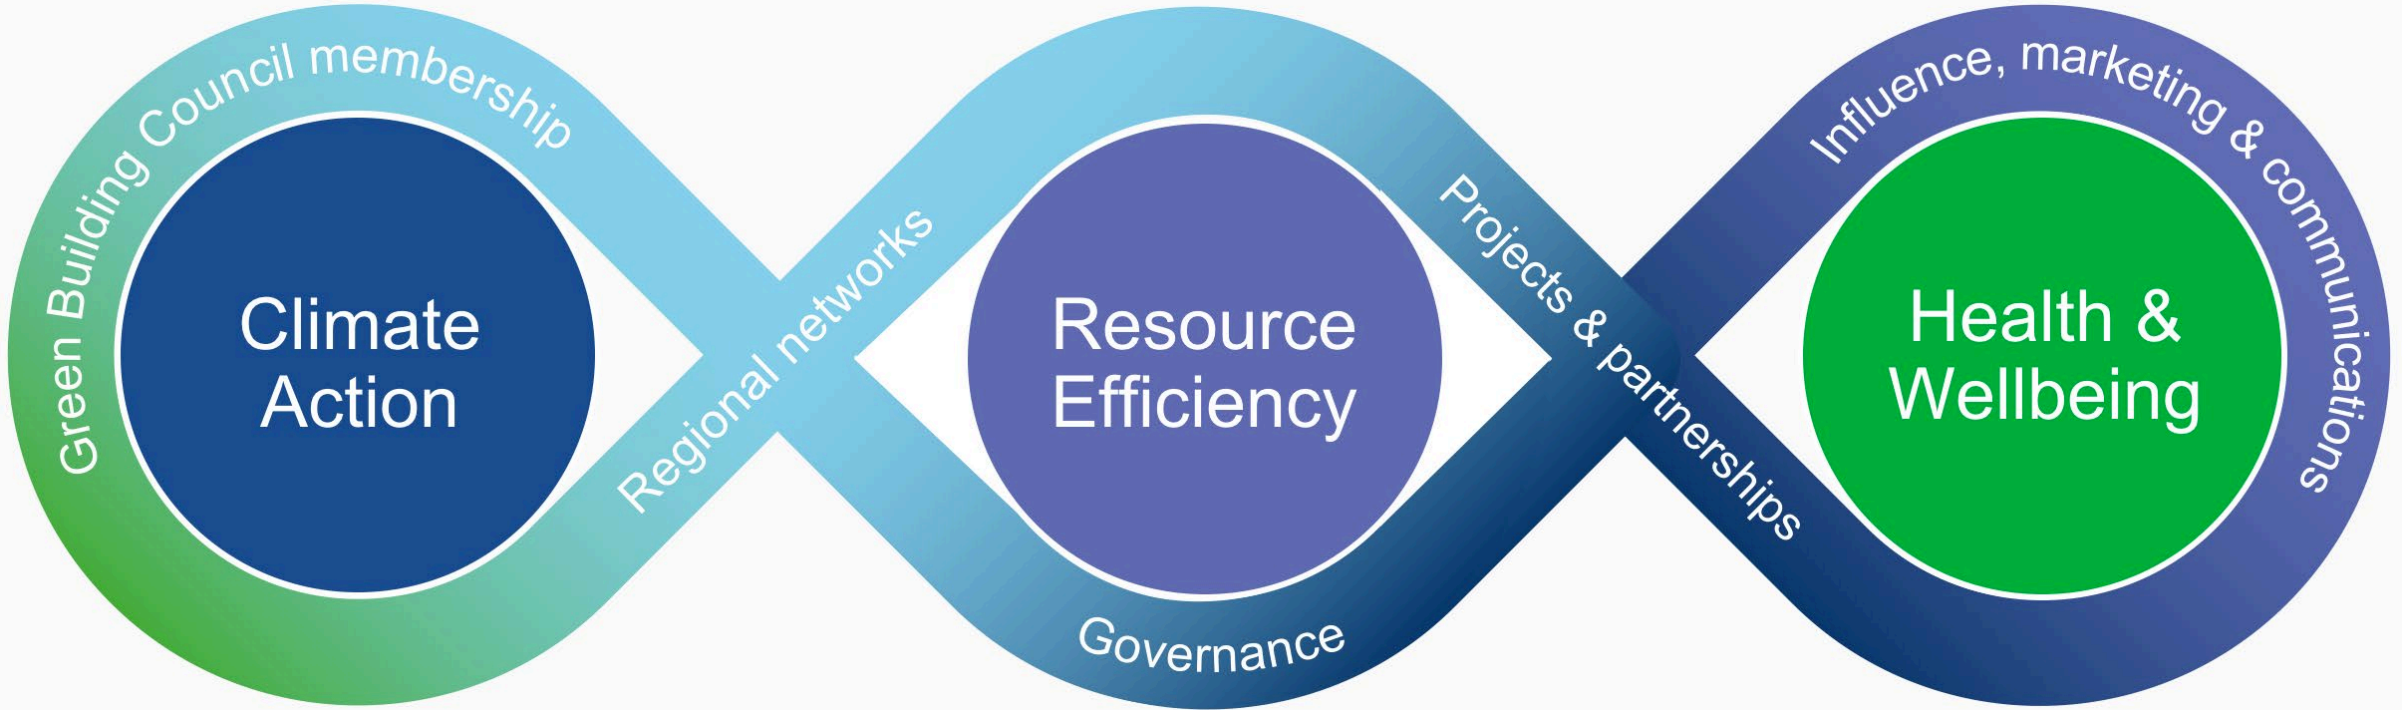 Green Building Council membership
Climate
Action
Regional networks
Resource
Efficiency
Governance
Projects & partnerships
Influence, marketing & communications
Health &
Wellbeing